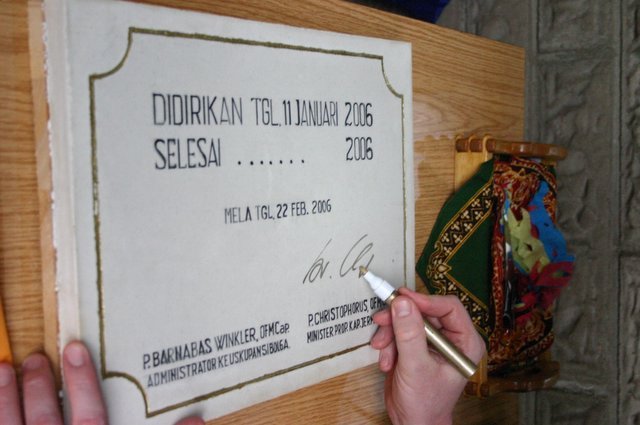 DIDIRIKAN TGL, 11 JANUARI 2006
SELESAI ....... 2006
MELA TGL, 22 FEB. 2006
P. BARNABAS WINKLER, OFMCap.
ADMINISTRATOR KEUSKUPAN SIBOLGA.
P. CHRISTOPHORUS,
MINISTER PROP. KAP.